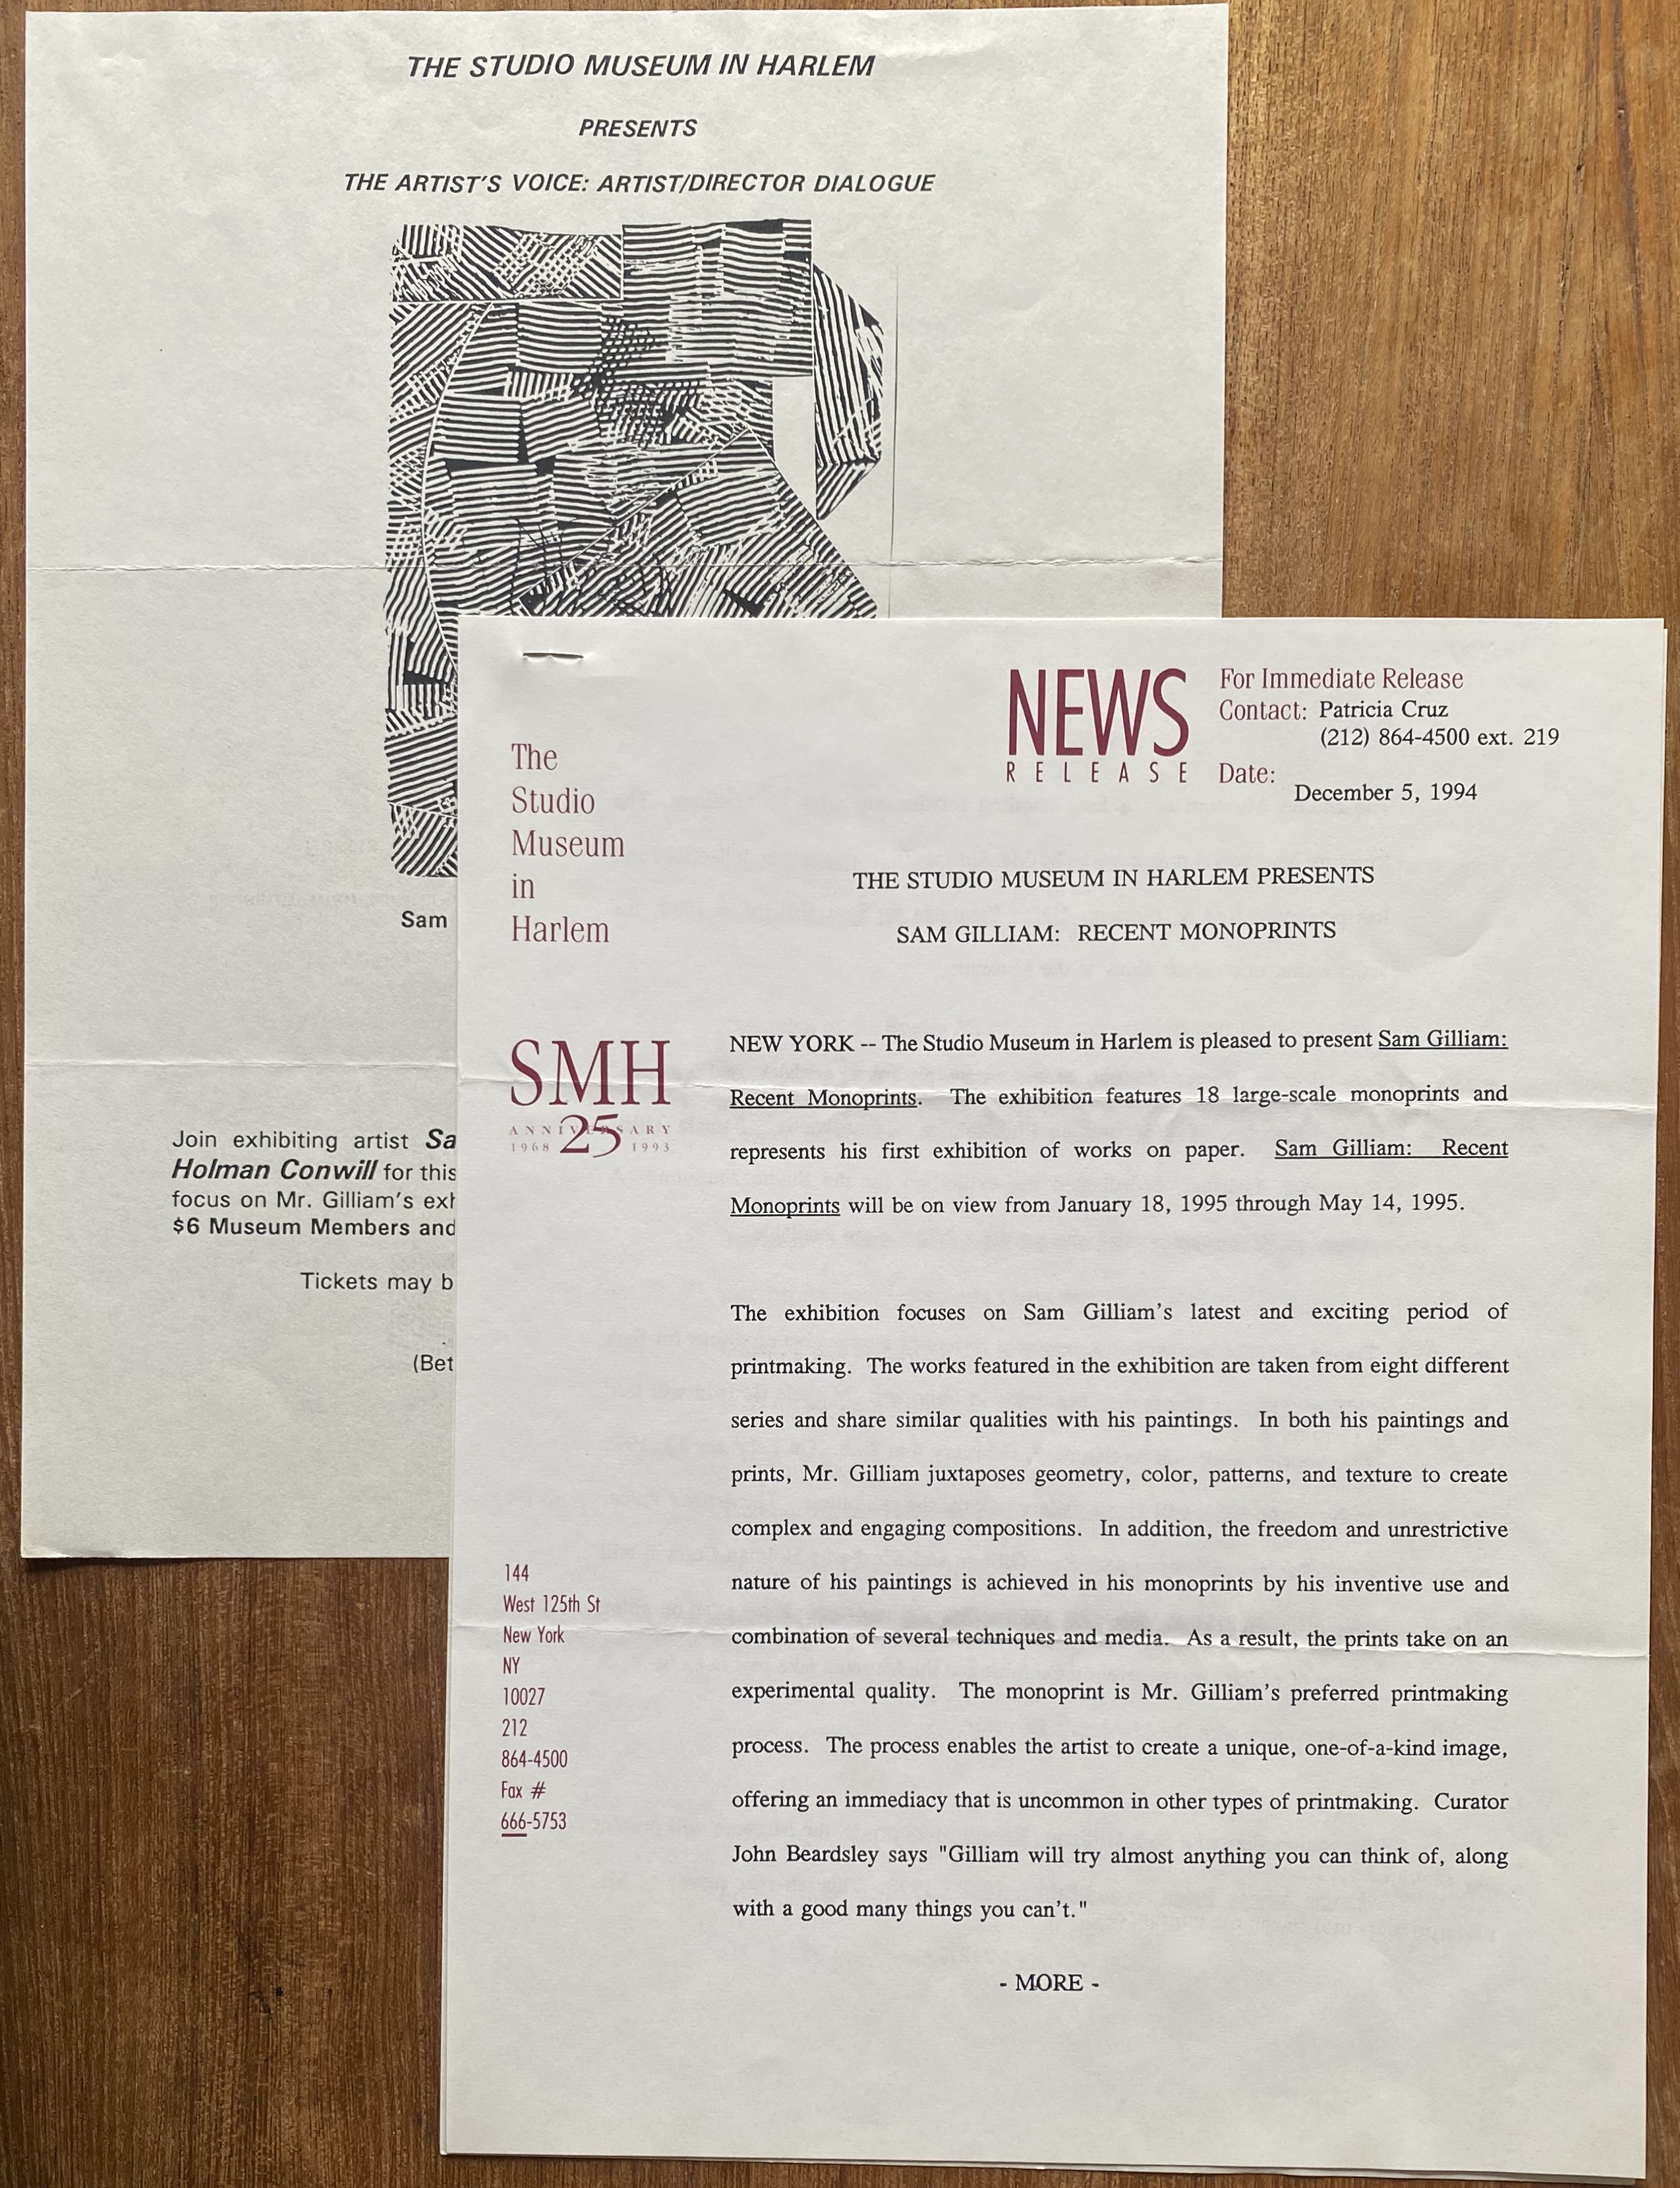 THE STUDIO MUSEUM IN HARLEM
PRESENTS
THE ARTIST'S VOICE: ARTIST/DIRECTOR DIALOGUE
Sam
Join exhibiting artist Sa
Holman Conwill for this
focus on Mr. Gilliam's exh
$6 Museum Members and
Tickets may b
(Bet
The
Studio
Museum
in
Harlem
NEWS
RELEASE
For Immediate Release
Contact: Patricia Cruz
(212) 864-4500 ext. 219
Date:
December 5, 1994
THE STUDIO MUSEUM IN HARLEM PRESENTS
SAM GILLIAM: RECENT MONOPRINTS
SMH
ANNIVERSARY
1968 25 1993
NEW YORK -- The Studio Museum in Harlem is pleased to present Sam Gilliam:
Recent Monoprints. The exhibition features 18 large-scale monoprints and
represents his first exhibition of works on paper. Sam Gilliam: Recent
Monoprints will be on view from January 18, 1995 through May 14, 1995.
The exhibition focuses on Sam Gilliam's latest and exciting period of
printmaking. The works featured in the exhibition are taken from eight different
series and share similar qualities with his paintings. In both his paintings and
prints, Mr. Gilliam juxtaposes geometry, color, patterns, and texture to create
complex and engaging compositions. In addition, the freedom and unrestrictive
nature of his paintings is achieved in his monoprints by his inventive use and
combination of several techniques and media. As a result, the prints take on an
experimental quality. The monoprint is Mr. Gilliam's preferred printmaking
process. The process enables the artist to create a unique, one-of-a-kind image,
offering an immediacy that is uncommon in other types of printmaking. Curator
John Beardsley says "Gilliam will try almost anything you can think of, along
with a good many things you can't."
- MORE -
144
West 125th St
New York
NY
10027
212
864-4500
Fax #
666-5753